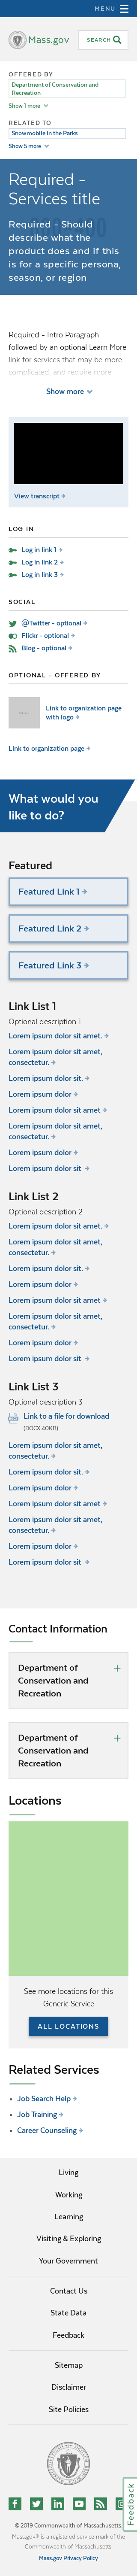 MENU
Mass.gov
SEARCH
OFFERED BY
Department of Conservation and
Recreation
Show 1 more
RELATED TO
Snowmobile in the Parks
Show 5 more
Required -
Services title
Required - Should
describe what the
product does and if this
is for a specific persona,
season, or region
Required - Intro Paragraph
followed by an optional Learn More
link for services that may be more
complicated, and require more
Show more
View transcript
LOG IN
Log in link 1
Log in link 2
Log in link 3
SOCIAL
@Twitter - optional
Flickr - optional
Blog - optional
OPTIONAL - OFFERED BY
Link to organization page
with logo
Link to organization page
What would you
like to do?
Featured
Featured Link 1
Featured Link 2
Featured Link 3
Link List 1
Optional description 1
Lorem ipsum dolor sit amet.
Lorem ipsum dolor sit amet,
consectetur.
Lorem ipsum dolor sit.
Lorem ipsum dolor
Lorem ipsum dolor sit amet
Lorem ipsum dolor sit amet,
consectetur.
Lorem ipsum dolor
Lorem ipsum dolor sit
Link List 2
Optional description 2
Lorem ipsum dolor sit amet.
Lorem ipsum dolor sit amet,
consectetur.
Lorem ipsum dolor sit.
Lorem ipsum dolor
Lorem ipsum dolor sit amet
Lorem ipsum dolor sit amet,
consectetur.
Lorem ipsum dolor
Lorem ipsum dolor sit
Link List 3
Optional description 3
Link to a file for download
(DOCX 40KB)
Lorem ipsum dolor sit amet,
consectetur.
Lorem ipsum dolor sit.
Lorem ipsum dolor
Lorem ipsum dolor sit amet
Lorem ipsum dolor sit amet,
consectetur.
Lorem ipsum dolor
Lorem ipsum dolor sit
Contact Information
Department of
Conservation and
Recreation
Department of
Conservation and
Recreation
Locations
See more locations for this
Generic Service
ALL LOCATIONS
Related Services
Job Search Help
Job Training
Career Counseling
Living
Working
Learning
Visiting & Exploring
Your Government
Contact Us
State Data
Feedback
Sitemap
Disclaimer
Site Policies
Feedback
© 2019 Commonwealth of Massachusetts
Mass.gov® is a registered service mark of the
Commonwealth of Massachusetts.
Mass.gov Privacy Policy